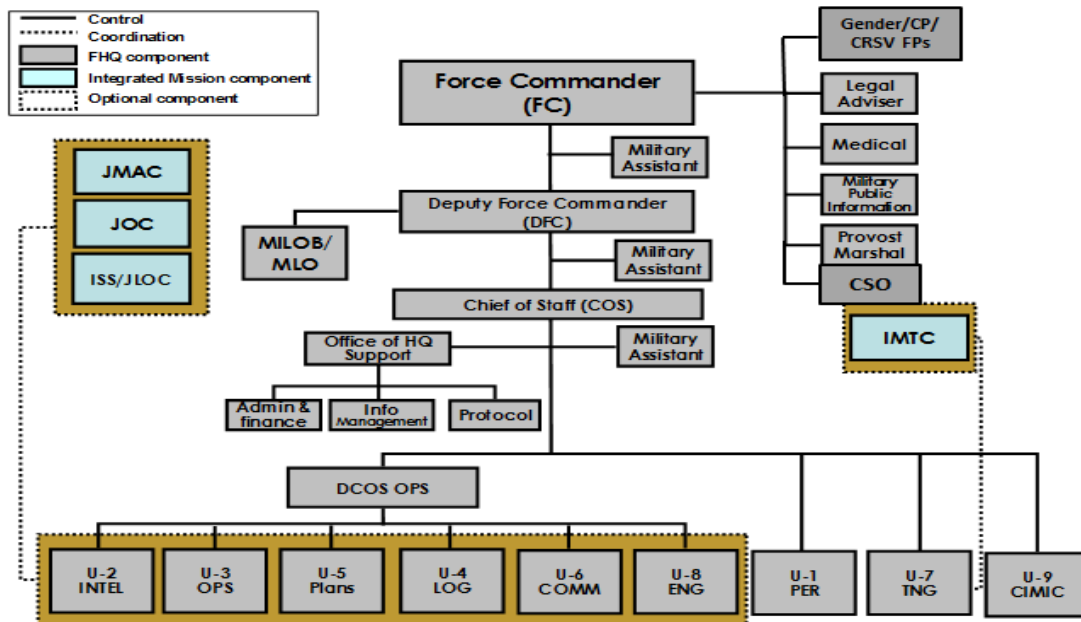 Control
Coordination
FHQ component
Integrated Mission component
Optional component
Gender/CP/
CRSV FPs
Force Commander
(FC)
Legal
Adviser
Military
Assistant
Medical
JMAC
Military
Public
Information
Deputy Force Commander
(DFC)
JOC
MILOB/
MLO
Provost
Marshal
Military
Assistant
ISS/JLOC
CSO
Chief of Staff (COS)
IMTC
Office of HQ
Support
Military
Assistant
Admin &
finance
Info
Management
Protocol
DCOS OPS
U-2
INTEL
U-3
OPS
U-5
Plans
U-4
LOG
U-6
COMM
U-8
ENG
U-1
PER
U-7
TNG
U-9
CIMIC